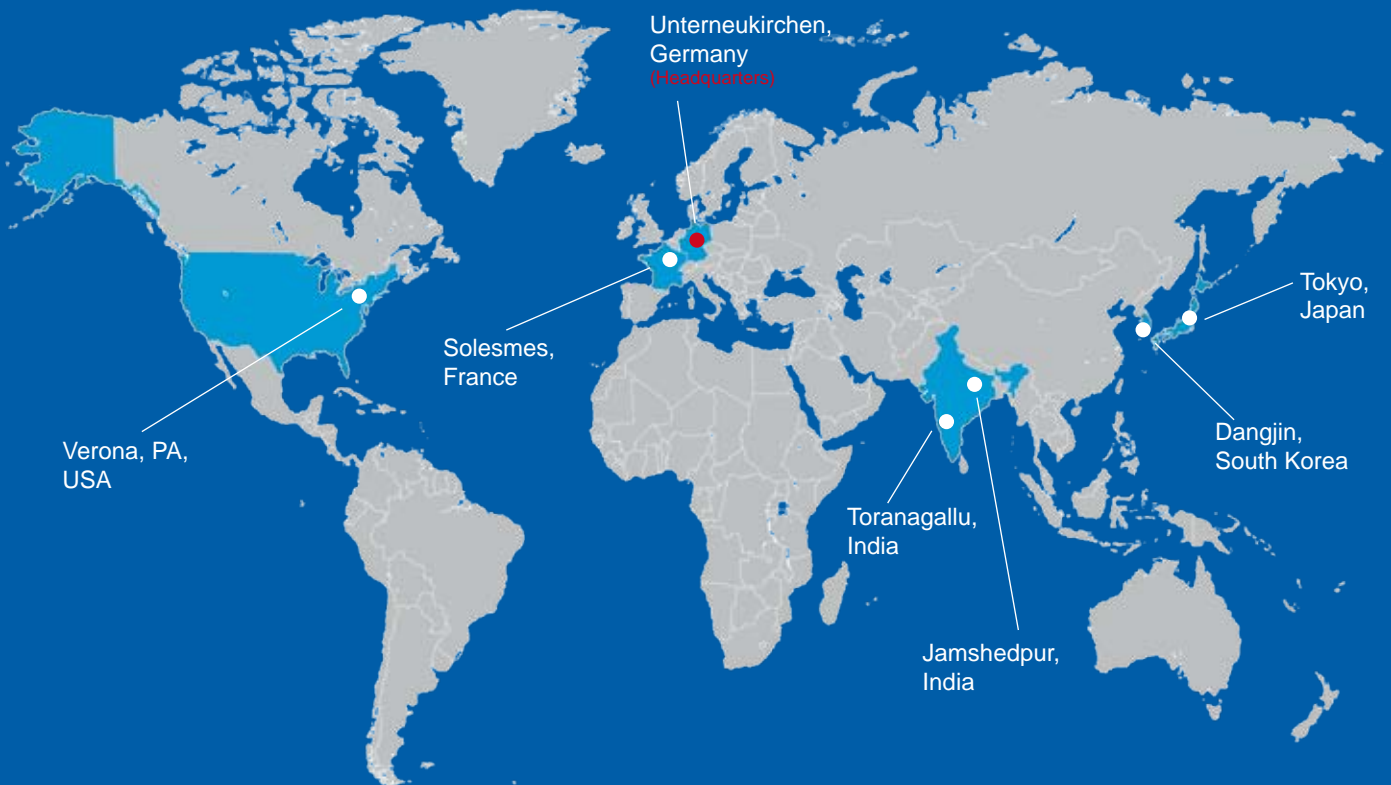 Unterneukirchen,
Germany
(Headquarters)
Tokyo,
Japan
Solesmes,
France
Verona, PA,
USA
Dangjin,
South Korea
Toranagallu,
India
Jamshedpur,
India